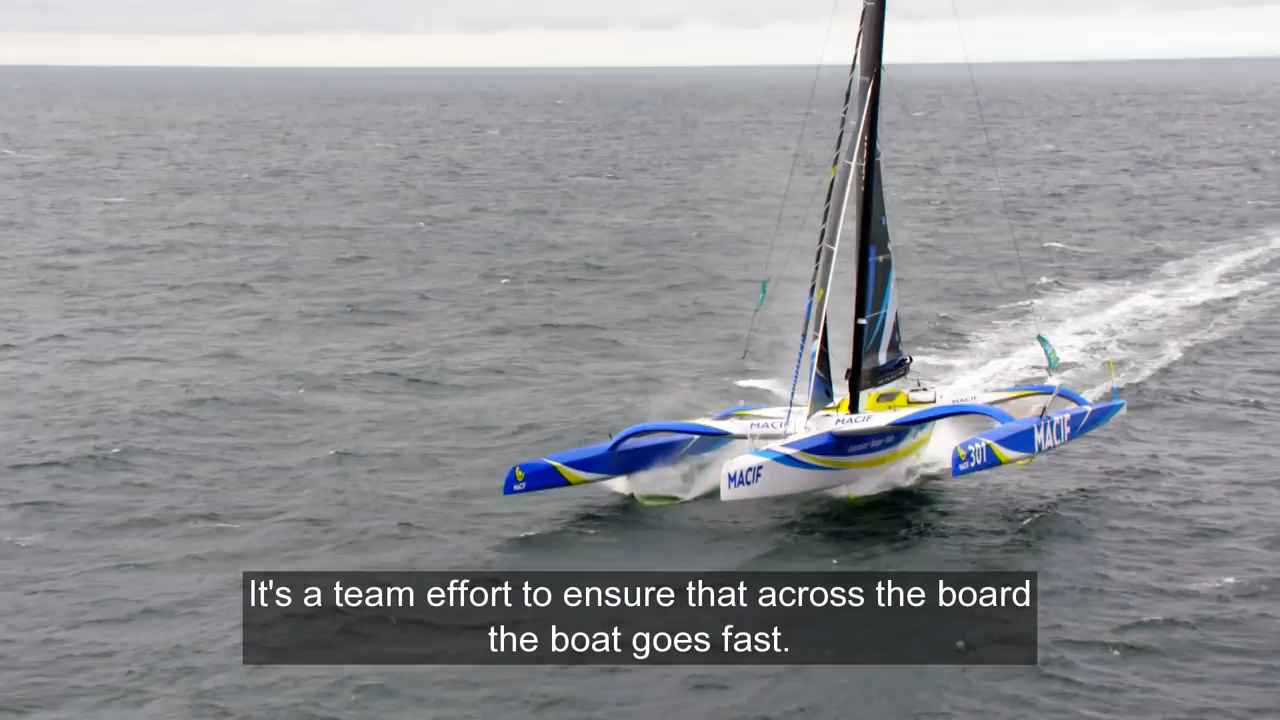 MACIF
MACIF
MACIF
MACIF
301
MACIF
MACIF
It's a team effort to ensure that across the board
the boat goes fast.